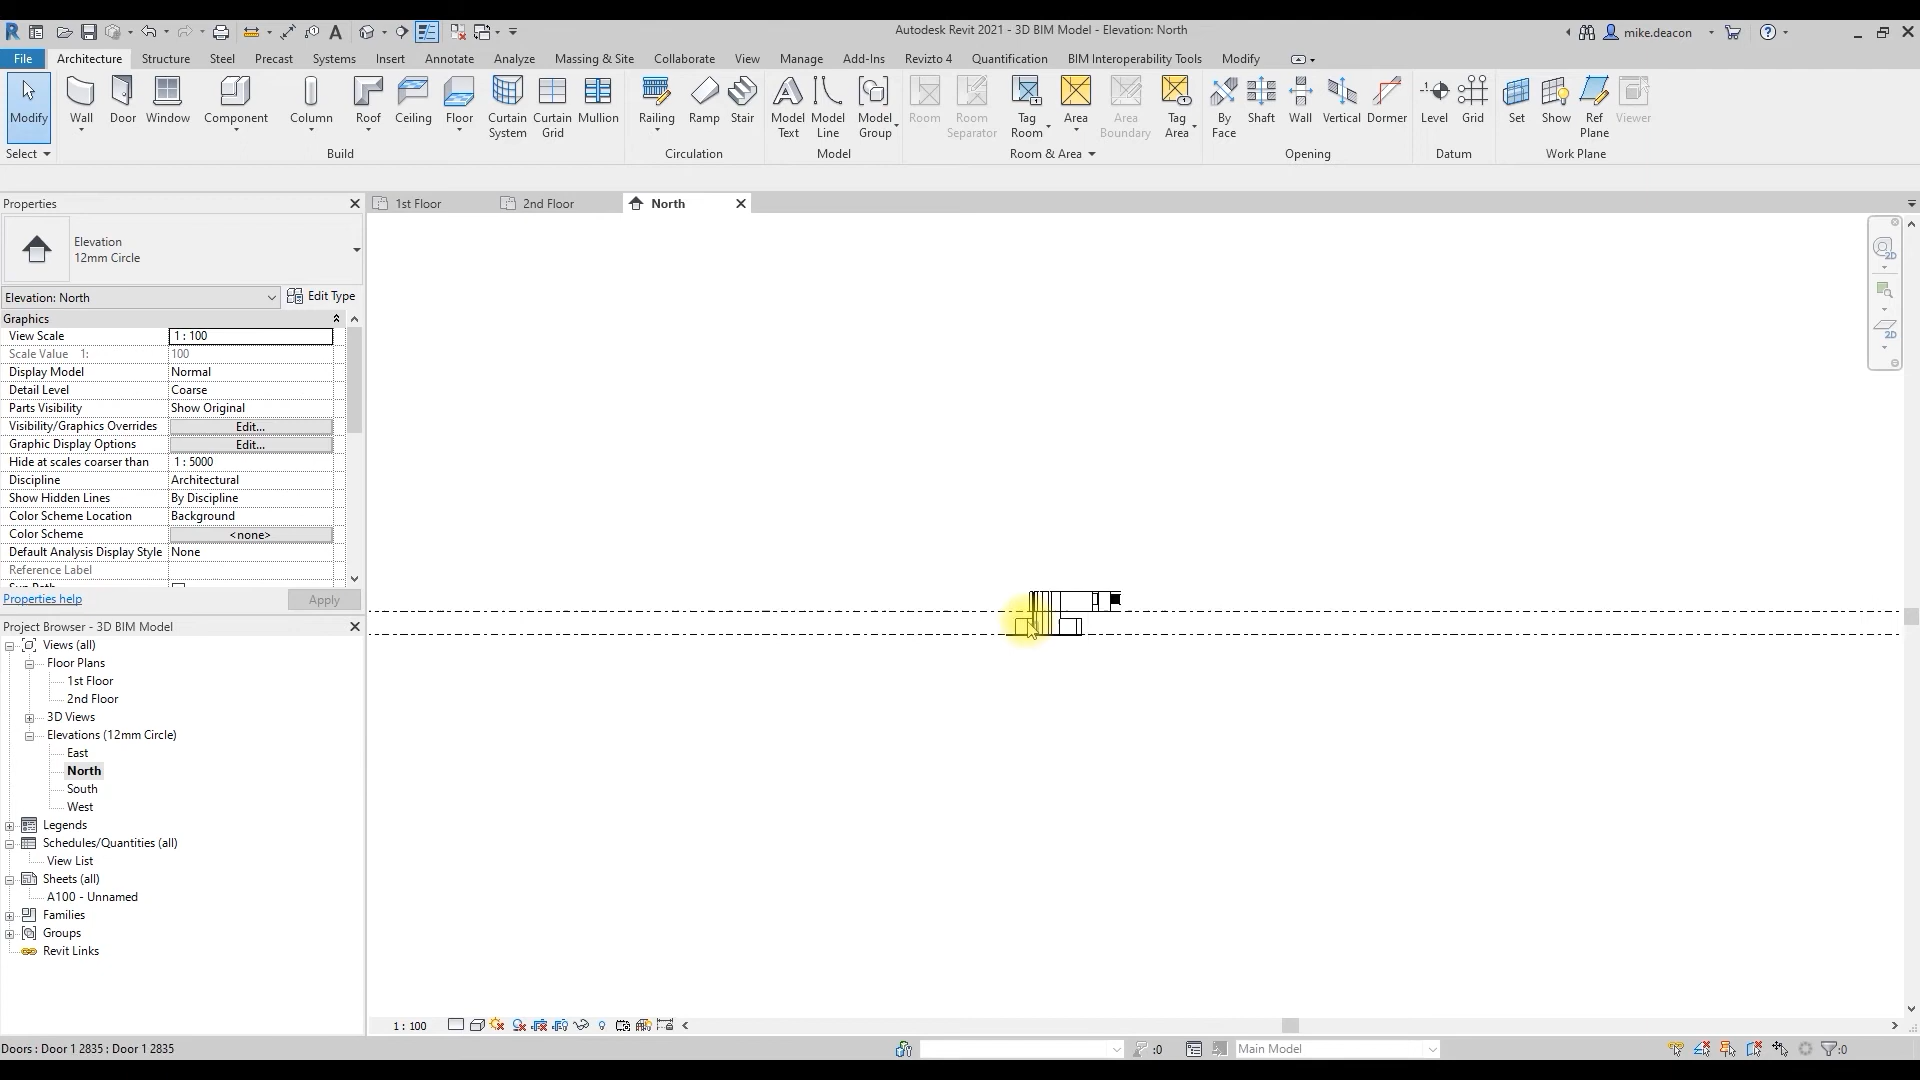 Autodesk Revit 2021 - 3D BIM Model - Elevation: North
mike.deacon
File Architecture Structure Steel Precast Systems Insert Annotate Analyze Massing & Site Collaborate View Manage Add-Ins Revizto 4 Quantification BIM Interoperability Tools Modify
Modify Wall Door Window Component Column Roof Ceiling Floor Curtain System Curtain Grid Mullion Railing Ramp Stair Model Text Model Line Model Group Room Room Separator Tag Room Area Area Boundary Tag Area By Face Shaft Wall Vertical Dormer Level Grid Set Show Ref Plane Viewer
Select Build Circulation Model Room & Area Opening Datum Work Plane
Properties
1st Floor 2nd Floor North
Elevation
12mm Circle
Elevation: North Edit Type
Graphics
View Scale 1 : 100
Scale Value 1: 100
Display Model Normal
Detail Level Coarse
Parts Visibility Show Original
Visibility/Graphics Overrides Edit...
Graphic Display Options Edit...
Hide at scales coarser than 1 : 5000
Discipline Architectural
Show Hidden Lines By Discipline
Color Scheme Location Background
Color Scheme <none>
Default Analysis Display Style None
Reference Label
Properties help Apply
Project Browser - 3D BIM Model
Views (all)
Floor Plans
1st Floor
2nd Floor
3D Views
Elevations (12mm Circle)
East
North
South
West
Legends
Schedules/Quantities (all)
View List
Sheets (all)
A100 - Unnamed
Families
Groups
Revit Links
1 : 100
Doors : Door 1 2835 : Door 1 2835
:0
Main Model
:0
2D
2D